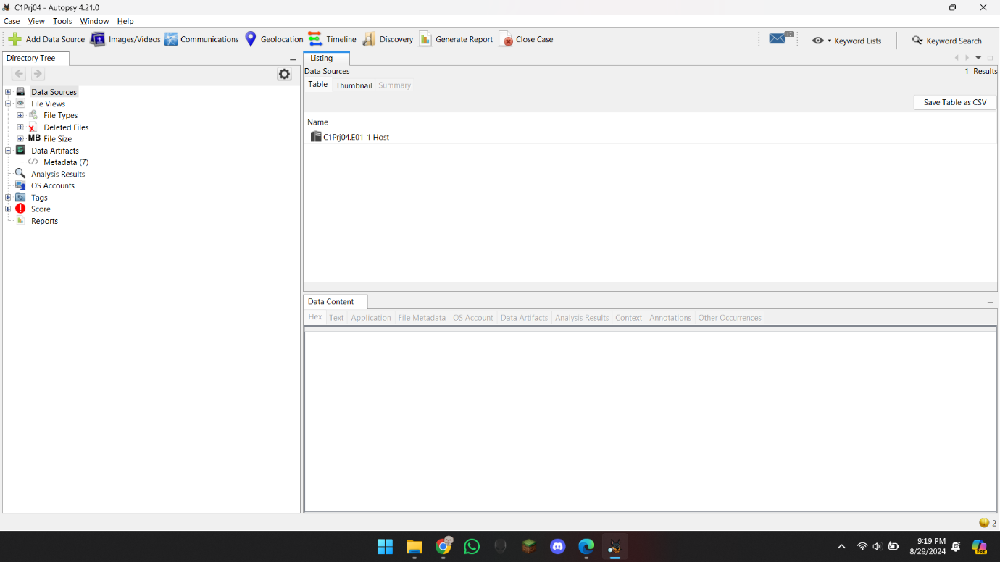 C1Prj04 - Autopsy 4.21.0
Case View Tools Window Help
Add Data Source Images/Videos Communications Geolocation Timeline Discovery Generate Report Close Case 12 Keyword Lists Keyword Search
Directory Tree
Data Sources
File Views
File Types
Deleted Files
MB File Size
Data Artifacts
Metadata (7)
Analysis Results
OS Accounts
Tags
Score
Reports
Listing
Data Sources 1 Results
Table Thumbnail Summary
Save Table as CSV
Name
C1Prj04.E01_1 Host
Data Content
Hex Text Application File Metadata OS Account Data Artifacts Analysis Results Context Annotations Other Occurrences
2
9:19 PM
8/29/2024
PRE